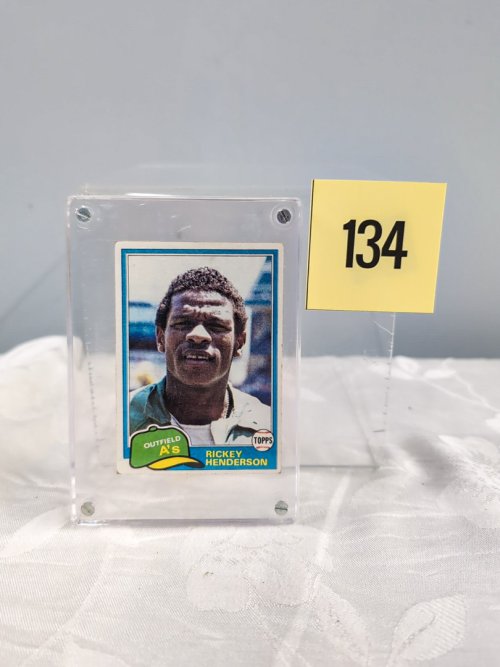 134
OUTFIELD
A's
TOPPS
RICKEY
HENDERSON